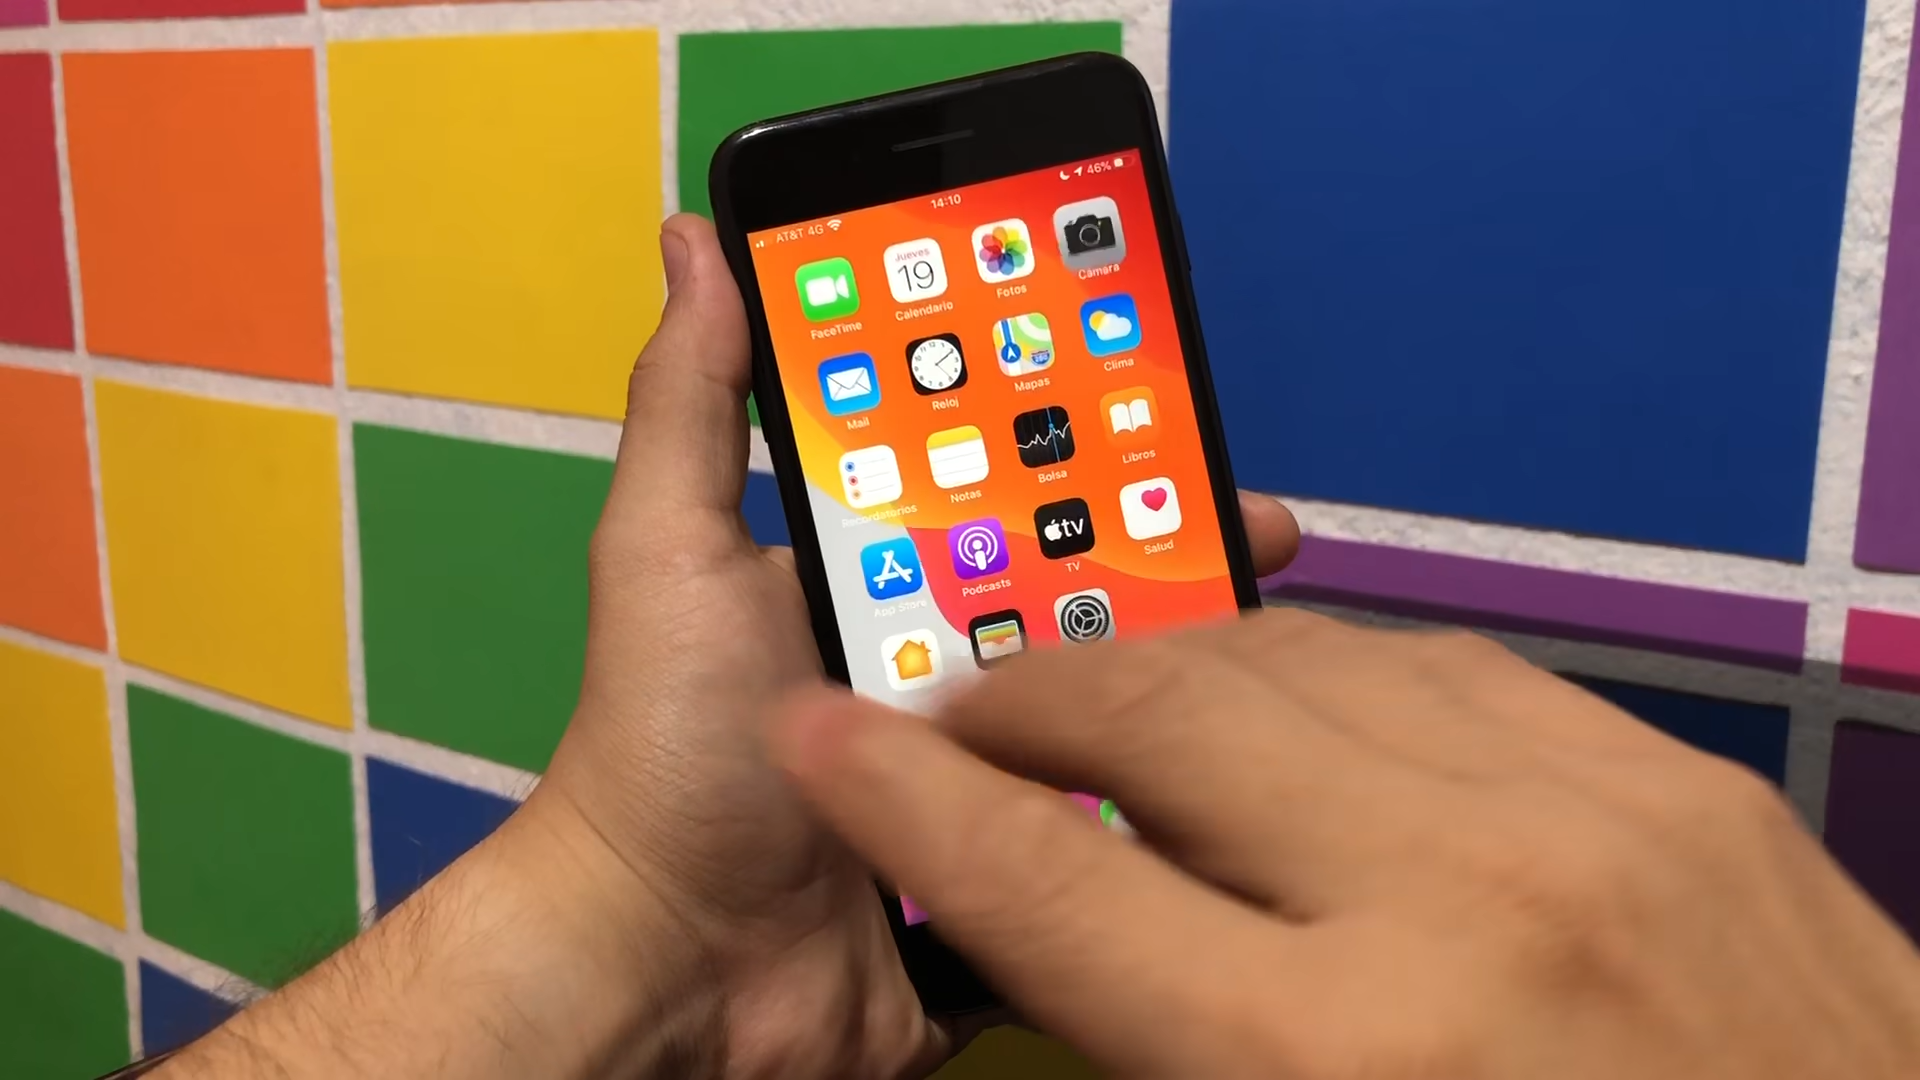 AT&T 4G 14:10 46%
FaceTime Jueves 19 Calendario Fotos Cámara
Mail Reloj Mapas Clima
Recordatorios Notas Bolsa Libros
App Store Podcasts tv TV Salud